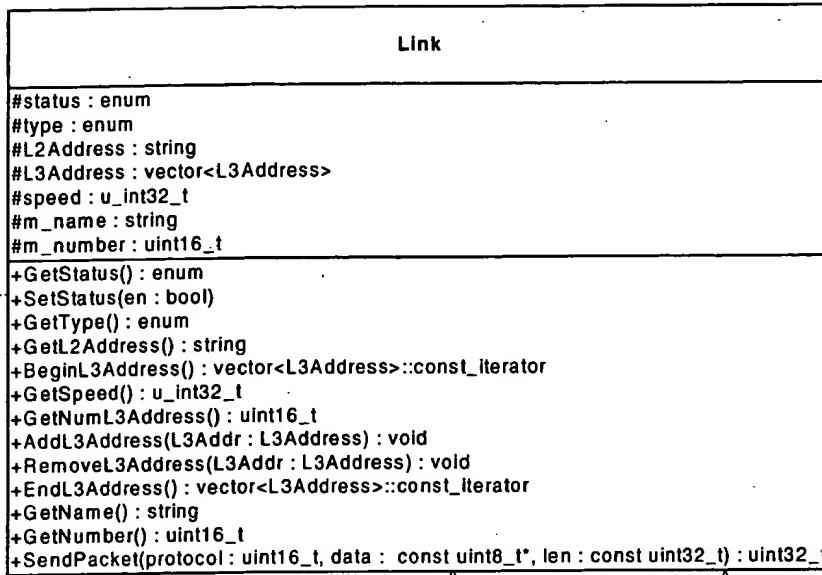 Link
#status : enum
#type : enum
#L2Address : string
#L3Address : vector<L3Address>
#speed : u_int32_t
#m_name : string
#m_number : uint16_t
+GetStatus() : enum
+SetStatus(en : bool)
+GetType() : enum
+GetL2Address() : string
+BeginL3Address() : vector<L3Address>::const_iterator
+GetSpeed() : u_int32_t
+GetNumL3Address() : uint16_t
+AddL3Address(L3Addr : L3Address) : void
+RemoveL3Address(L3Addr : L3Address) : void
+EndL3Address() : vector<L3Address>::const_iterator
+GetName() : string
+GetNumber() : uint16_t
+SendPacket(protocol : uint16_t, data : const uint8_t*, len : const uint32_t) : uint32_t